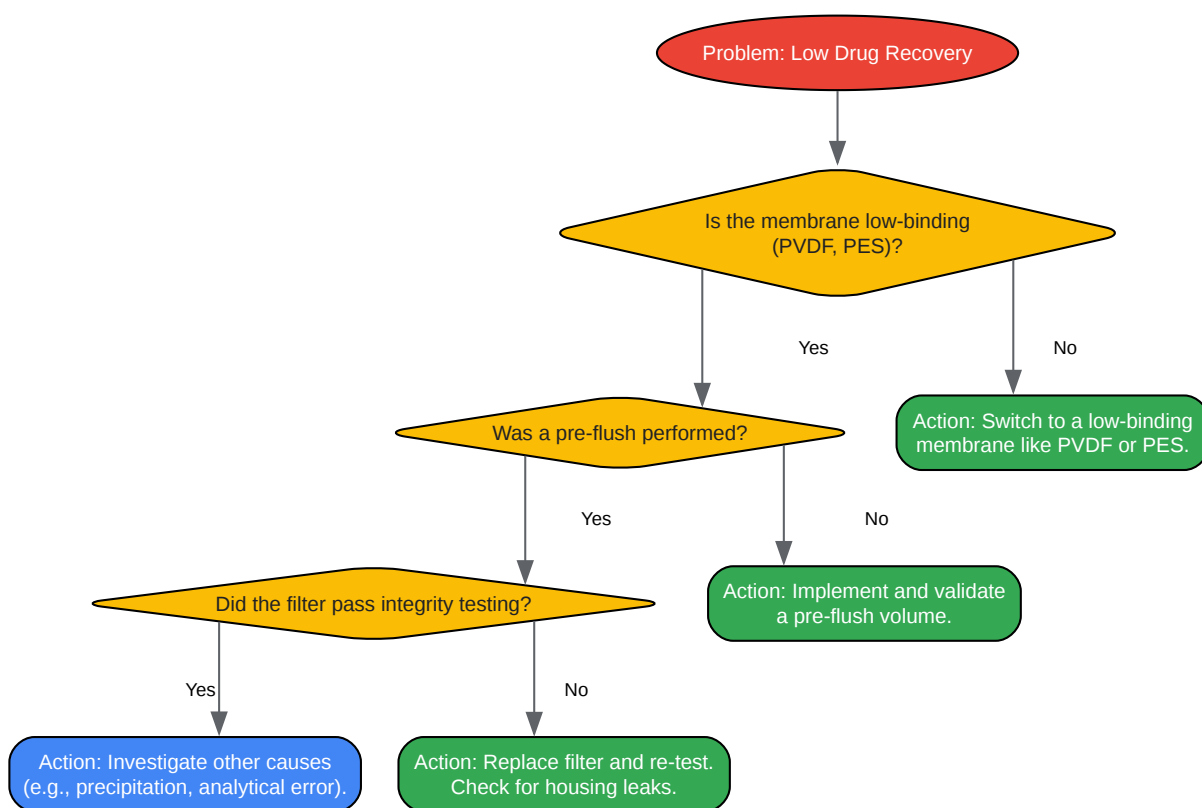 Problem: Low Drug Recovery
Is the membrane low-binding
(PVDF, PES)?
Yes
No
Action: Switch to a low-binding
membrane like PVDF or PES.
Was a pre-flush performed?
Yes
No
Action: Implement and validate
a pre-flush volume.
Did the filter pass integrity testing?
Yes
No
Action: Investigate other causes
(e.g., precipitation, analytical error).
Action: Replace filter and re-test.
Check for housing leaks.